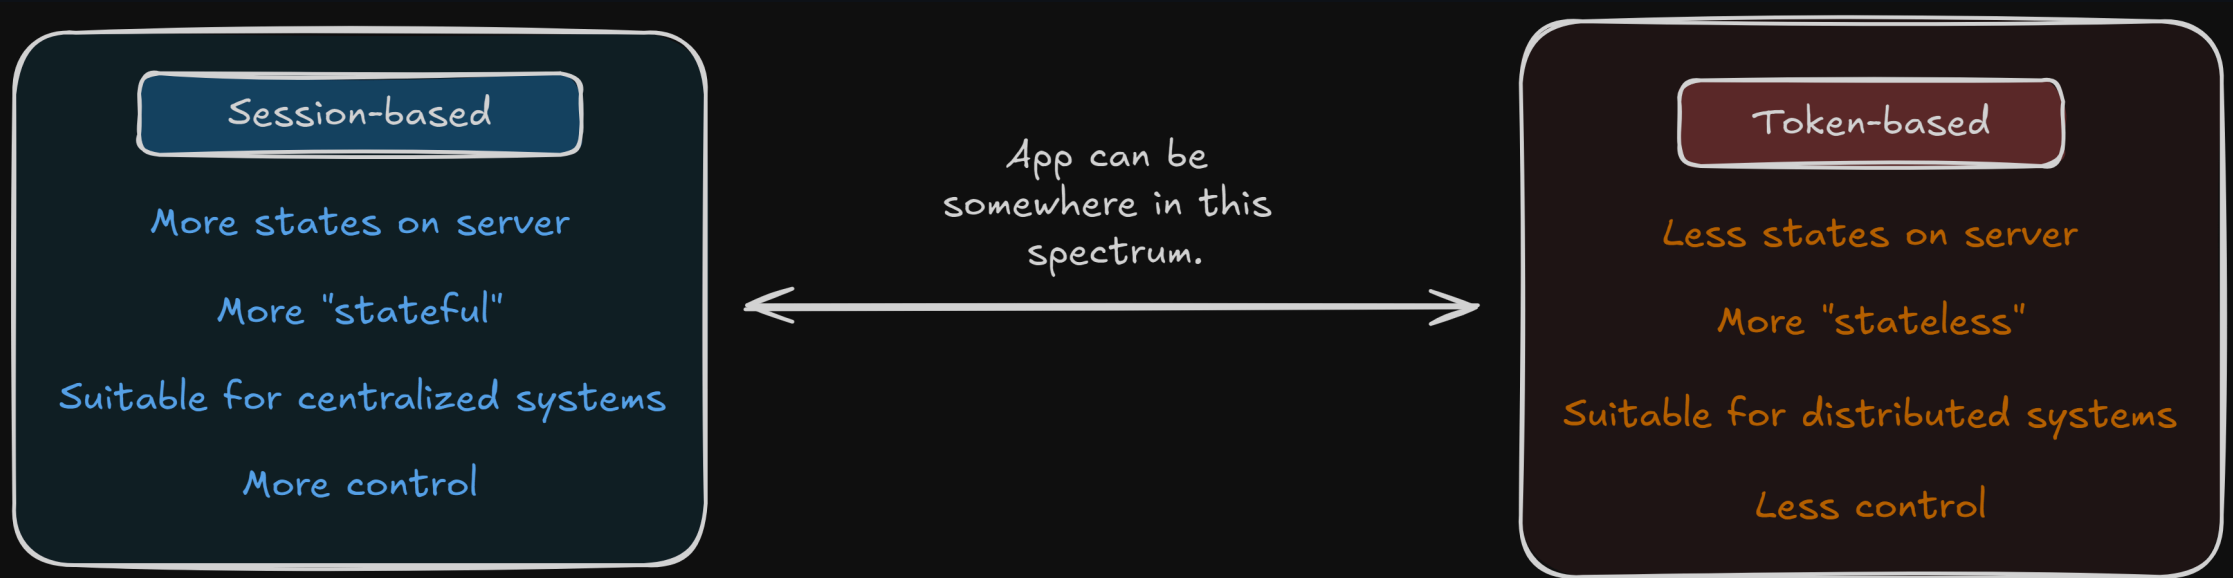 Session-based
More states on server
More "stateful"
Suitable for centralized systems
More control
App can be
somewhere in this
spectrum.
Token-based
Less states on server
More "stateless"
Suitable for distributed systems
Less control